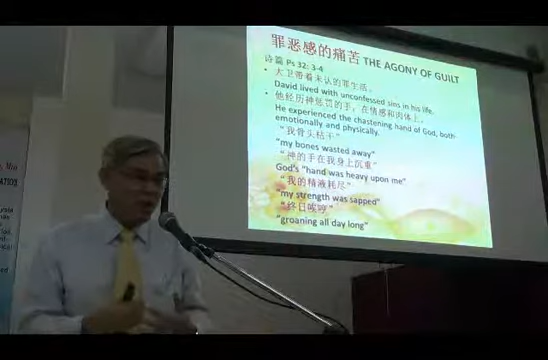 罪恶感的痛苦 THE AGONY OF GUILT
诗篇 Ps 32: 3-4
• 大卫带着未认的罪生活。
David lived with unconfessed sins in his life.
• 他经历神惩罚的手，在情感和肉体上。
He experienced the chastening hand of God, both
emotionally and physically.
"我骨头枯干"
"my bones wasted away"
"神的手在我身上沉重"
God's "hand was heavy upon me"
"我的精液耗尽"
"my strength was sapped"
"终日唉哼"
"groaning all day long"